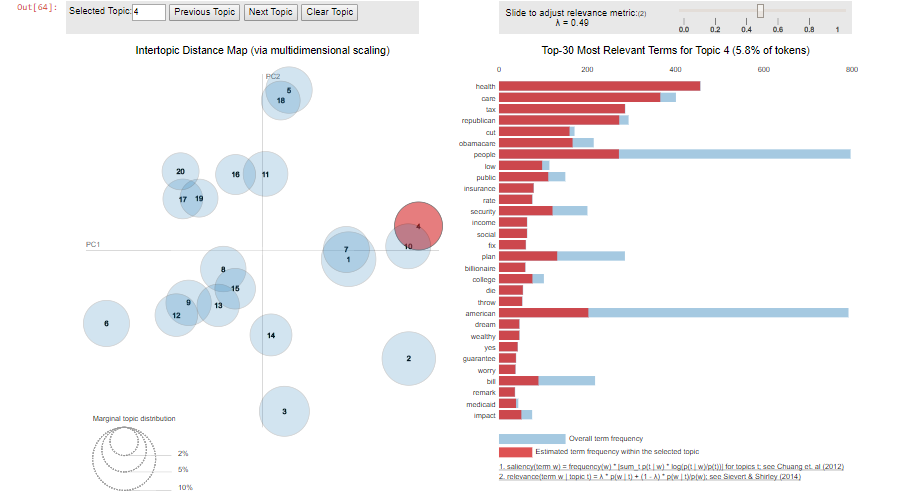 Out[64]:
Selected Topic: 4 Previous Topic Next Topic Clear Topic
Slide to adjust relevance metric:(2)
λ = 0.49
0.0 0.2 0.4 0.6 0.8 1
Intertopic Distance Map (via multidimensional scaling)
PC2
PC1
5
18
20
16
11
17
19
4
10
7
1
8
15
9
13
12
6
14
2
3
Marginal topic distribution
2%
5%
10%
Top-30 Most Relevant Terms for Topic 4 (5.8% of tokens)
0 200 400 600 800
health
care
tax
republican
cut
obamacare
people
low
public
insurance
rate
security
income
social
fix
plan
billionaire
college
die
throw
american
dream
wealthy
yes
guarantee
worry
bill
remark
medicaid
impact
Overall term frequency
Estimated term frequency within the selected topic
1. saliency(term w) = frequency(w) * [sum_t p(t | w) * log(p(t | w)/p(t))] for topics t; see Chuang et. al (2012)
2. relevance(term w | topic t) = λ * p(w | t) + (1 - λ) * p(w | t)/p(w); see Sievert & Shirley (2014)